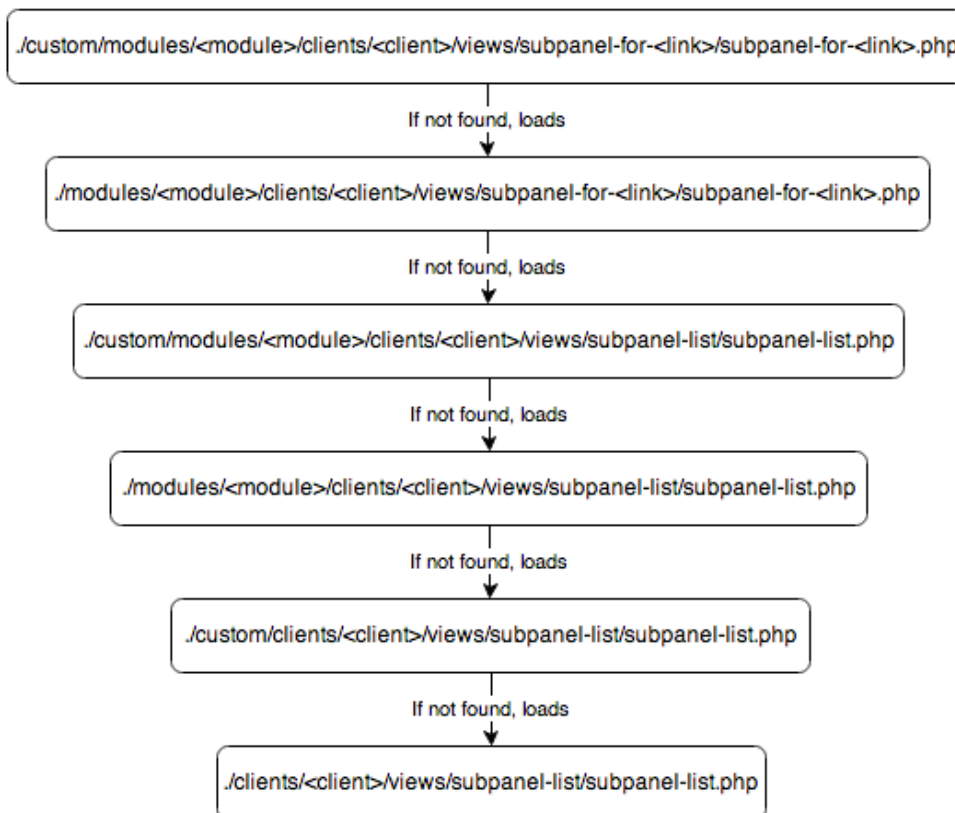 ./custom/modules/<module>/clients/<client>/views/subpanel-for-<link>/subpanel-for-<link>.php
If not found, loads
./modules/<module>/clients/<client>/views/subpanel-for-<link>/subpanel-for-<link>.php
If not found, loads
./custom/modules/<module>/clients/<client>/views/subpanel-list/subpanel-list.php
If not found, loads
./modules/<module>/clients/<client>/views/subpanel-list/subpanel-list.php
If not found, loads
./custom/clients/<client>/views/subpanel-list/subpanel-list.php
If not found, loads
./clients/<client>/views/subpanel-list/subpanel-list.php